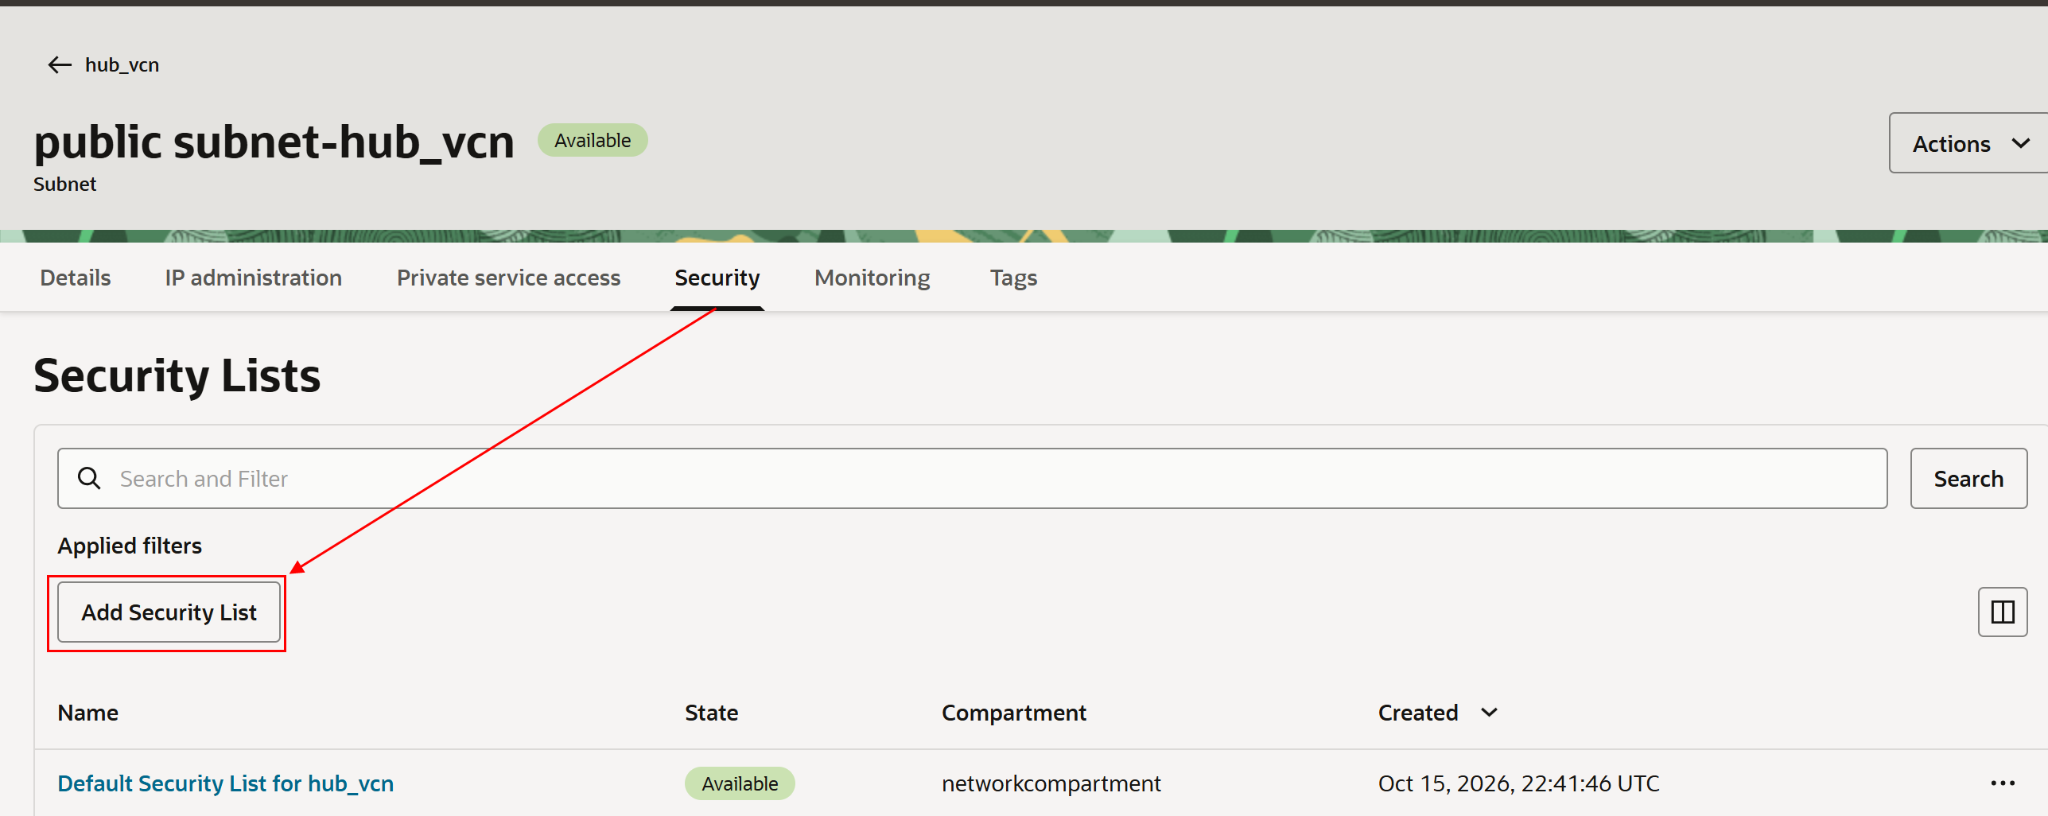 hub_vcn
public subnet-hub_vcn Available
Subnet
Actions
Details IP administration Private service access Security Monitoring Tags
Security Lists
Search and Filter Search
Applied filters
Add Security List
Name State Compartment Created
Default Security List for hub_vcn Available networkcompartment Oct 15, 2026, 22:41:46 UTC